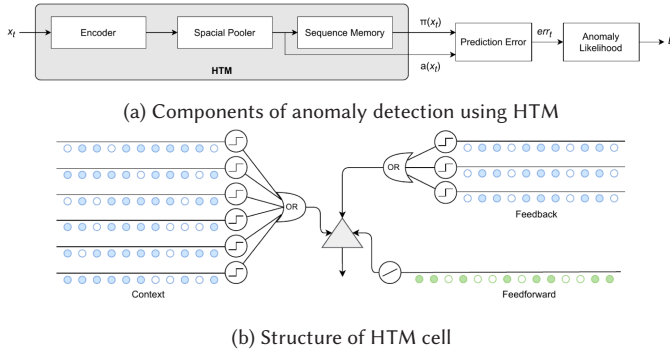 x_t Encoder Spacial Pooler Sequence Memory π(x_t) Prediction Error err_t Anomaly Likelihood
a(x_t)
HTM
(a) Components of anomaly detection using HTM
OR
OR
Feedback
Context
Feedforward
(b) Structure of HTM cell